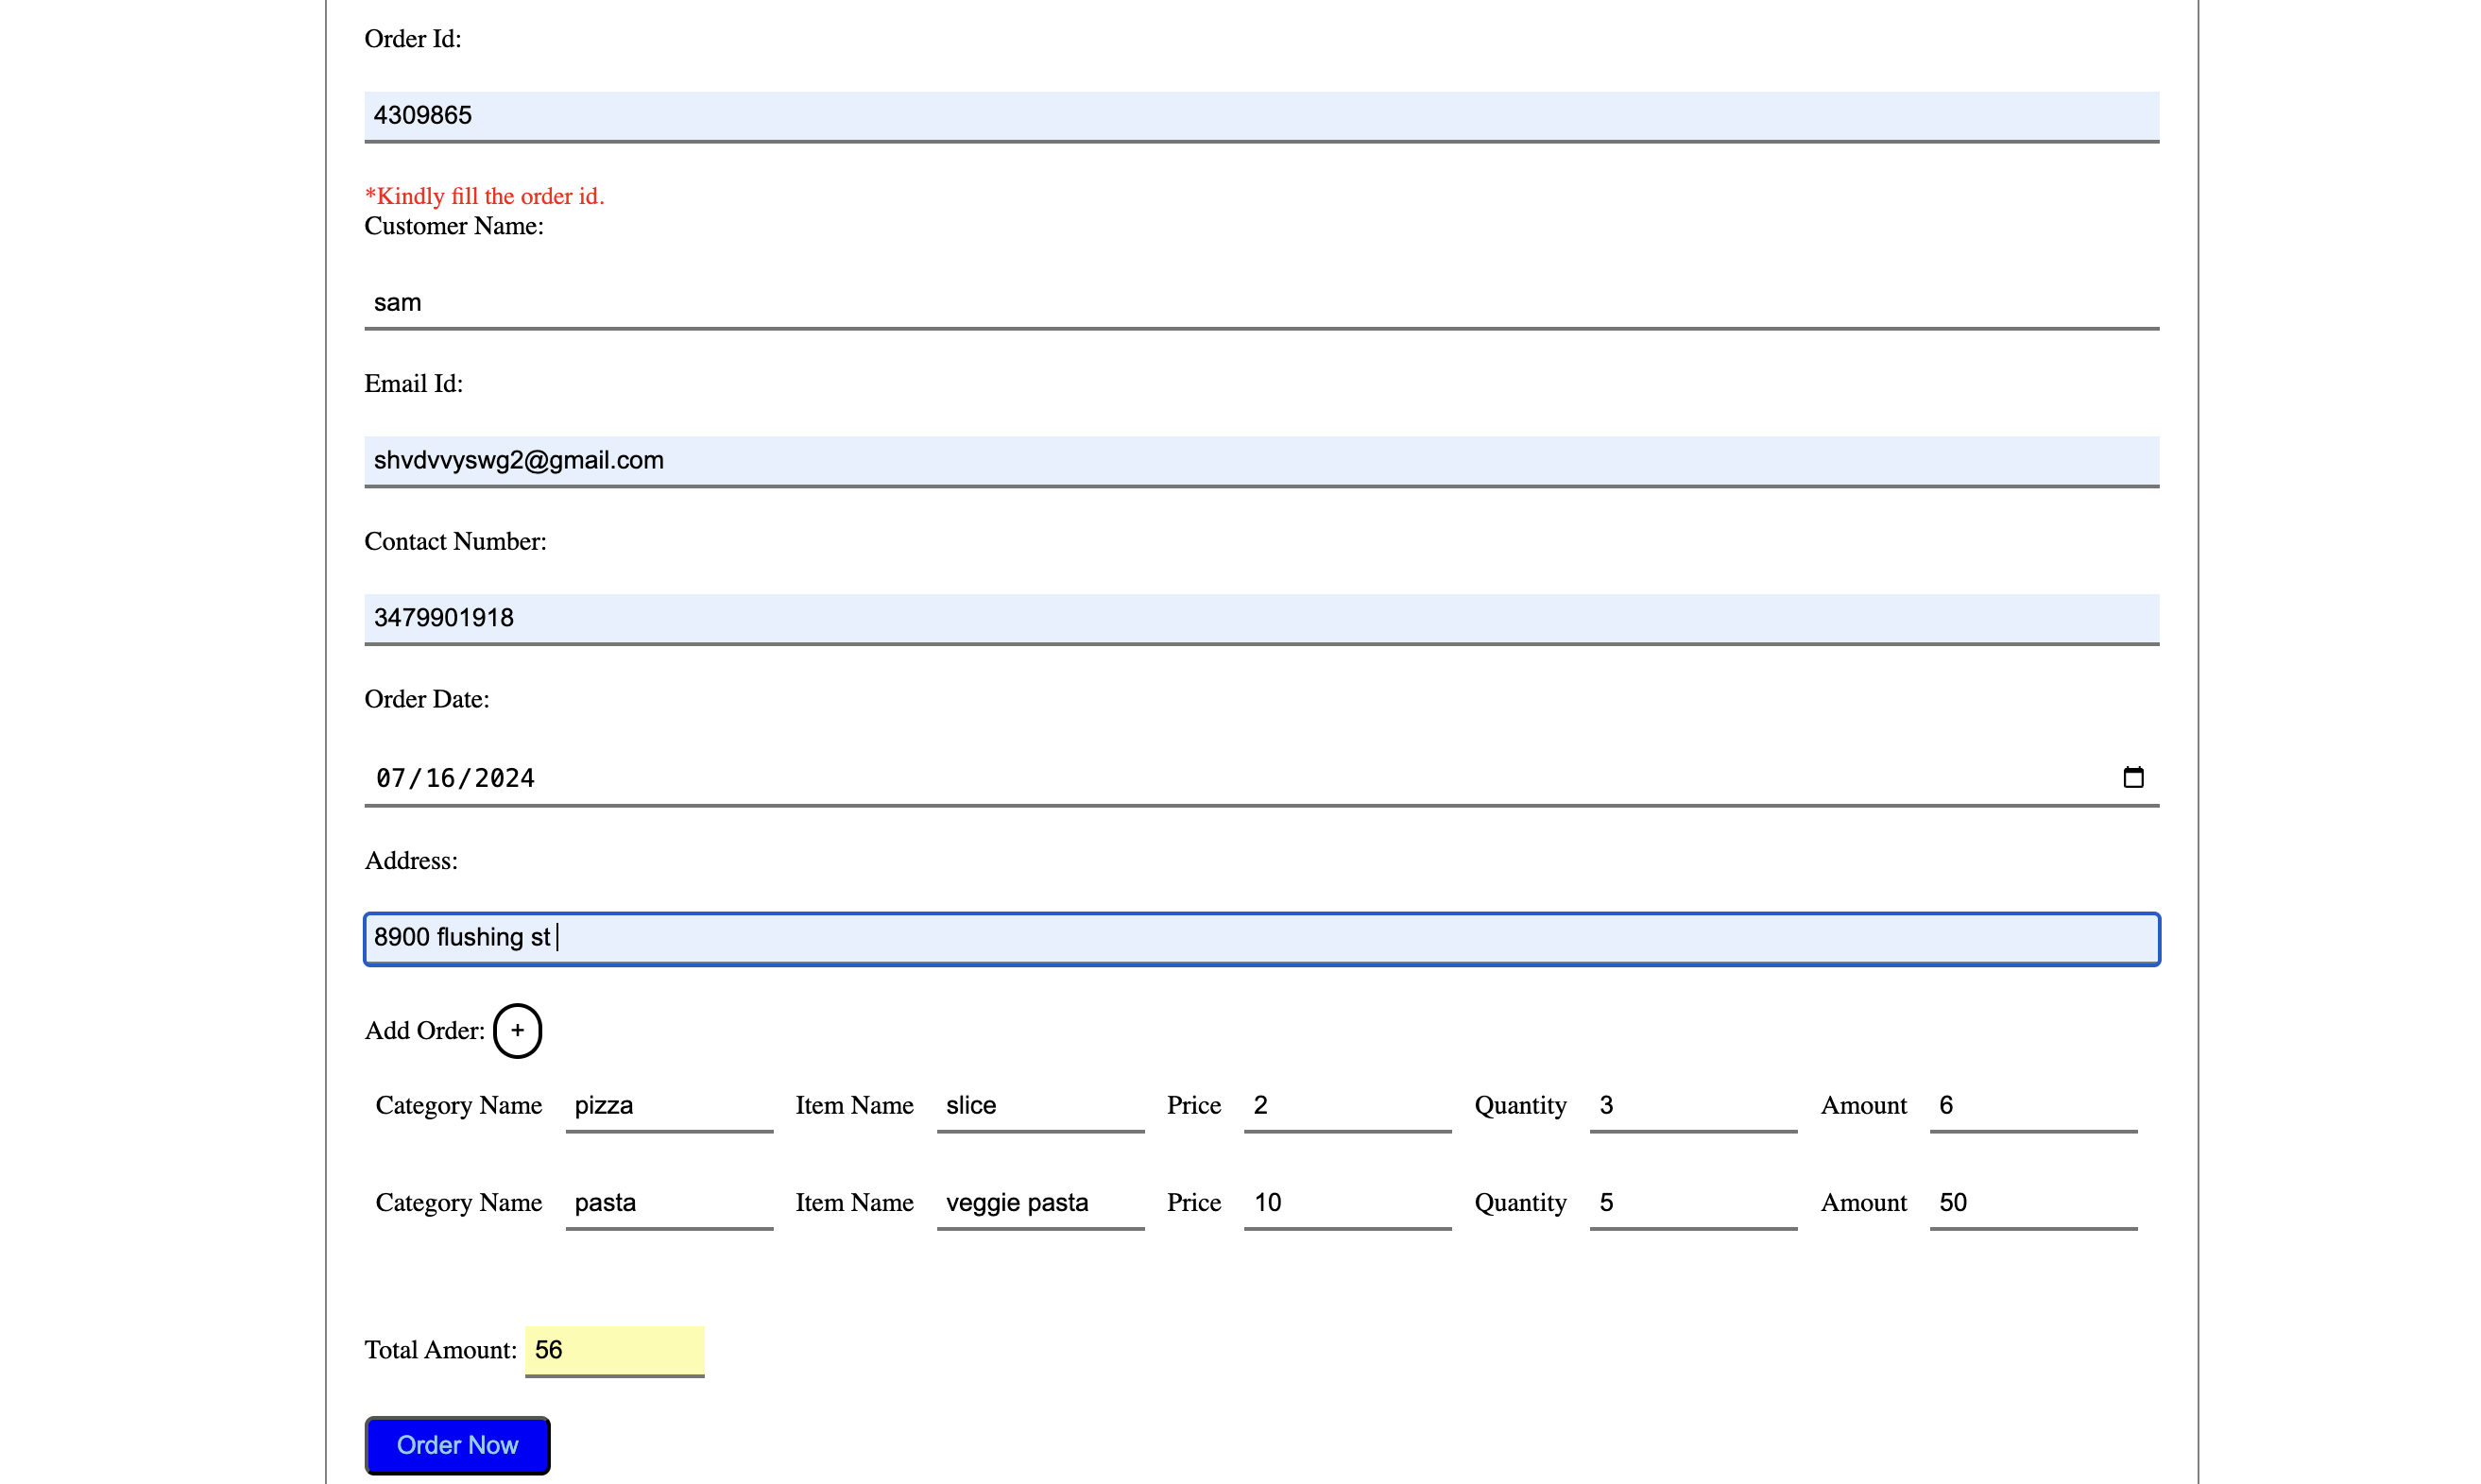 Order Id:
4309865
*Kindly fill the order id.
Customer Name:
sam
Email Id:
shvdvvyswg2@gmail.com
Contact Number:
3479901918
Order Date:
07/16/2024
Address:
8900 flushing st
Add Order: +
Category Name pizza Item Name slice Price 2 Quantity 3 Amount 6
Category Name pasta Item Name veggie pasta Price 10 Quantity 5 Amount 50
Total Amount: 56
Order Now